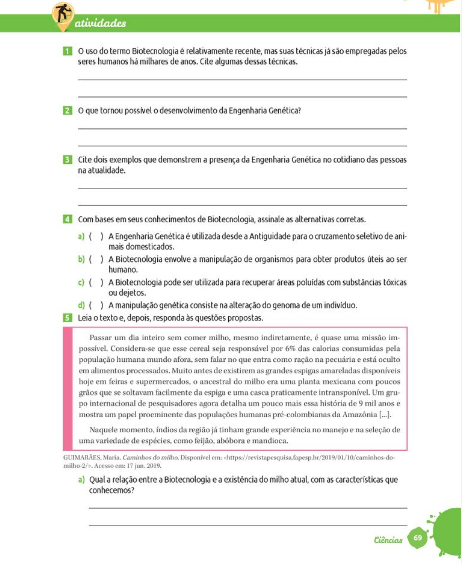 atividades
1 O uso do termo Biotecnologia é relativamente recente, mas suas técnicas já são empregadas pelos
seres humanos há milhares de anos. Cite algumas dessas técnicas.
2 O que tornou possível o desenvolvimento da Engenharia Genética?
3 Cite dois exemplos que demonstrem a presença da Engenharia Genética no cotidiano das pessoas
na atualidade.
4 Com bases em seus conhecimentos de Biotecnologia, assinale as alternativas corretas.
a) ( ) A Engenharia Genética é utilizada desde a Antiguidade para o cruzamento seletivo de ani-
mais domesticados.
b) ( ) A Biotecnologia envolve a manipulação de organismos para obter produtos úteis ao ser
humano.
c) ( ) A Biotecnologia pode ser utilizada para recuperar áreas poluídas com substâncias tóxicas
ou dejetos.
d) ( ) A manipulação genética consiste na alteração do genoma de um indivíduo.
5 Leia o texto e, depois, responda às questões propostas.
Passar um dia inteiro sem comer milho, mesmo indiretamente, é quase uma missão im-
possível. Considera-se que esse cereal seja responsável por 6% das calorias consumidas pela
população humana mundo afora, sem falar no que entra como ração na pecuária e está oculto
em alimentos processados. Muito antes de existirem as grandes espigas amareladas disponíveis
hoje em feiras e supermercados, o ancestral do milho era uma planta mexicana com poucos
grãos que se soltavam facilmente da espiga e uma casca praticamente intransponível. Um gru-
po internacional de pesquisadores agora detalha um pouco mais essa história de 9 mil anos e
mostra um papel proeminente das populações humanas pré-colombianas da Amazônia [...].
Naquele momento, índios da região já tinham grande experiência no manejo e na seleção de
uma variedade de espécies, como feijão, abóbora e mandioca.
GUIMARÃES, Maria. Caminhos do milho. Disponível em: <https://revistapesquisa.fapesp.br/2019/01/10/caminhos-do-
milho-2/>. Acesso em: 17 jun. 2019.
a) Qual a relação entre a Biotecnologia e a existência do milho atual, com as características que
conhecemos?
Ciências 69